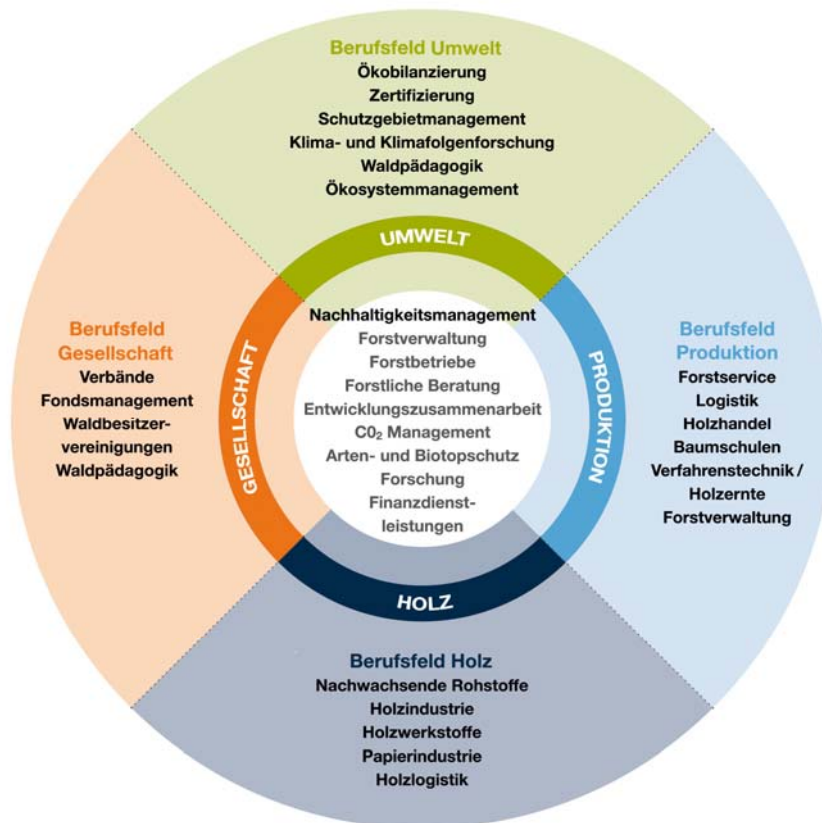 Berufsfeld Umwelt
Ökobilanzierung
Zertifizierung
Schutzgebietmanagement
Klima- und Klimafolgenforschung
Waldpädagogik
Ökosystemmanagement
UMWELT
Berufsfeld
Gesellschaft
Verbände
Fondsmanagement
Waldbesitzer-
vereinigungen
Waldpädagogik
GESELLSCHAFT
Nachhaltigkeitsmanagement
Forstverwaltung
Forstbetriebe
Forstliche Beratung
Entwicklungszusammenarbeit
C0₂ Management
Arten- und Biotopschutz
Forschung
Finanzdienst-
leistungen
PRODUKTION
Berufsfeld
Produktion
Forstservice
Logistik
Holzhandel
Baumschulen
Verfahrenstechnik /
Holzernte
Forstverwaltung
HOLZ
Berufsfeld Holz
Nachwachsende Rohstoffe
Holzindustrie
Holzwerkstoffe
Papierindustrie
Holzlogistik